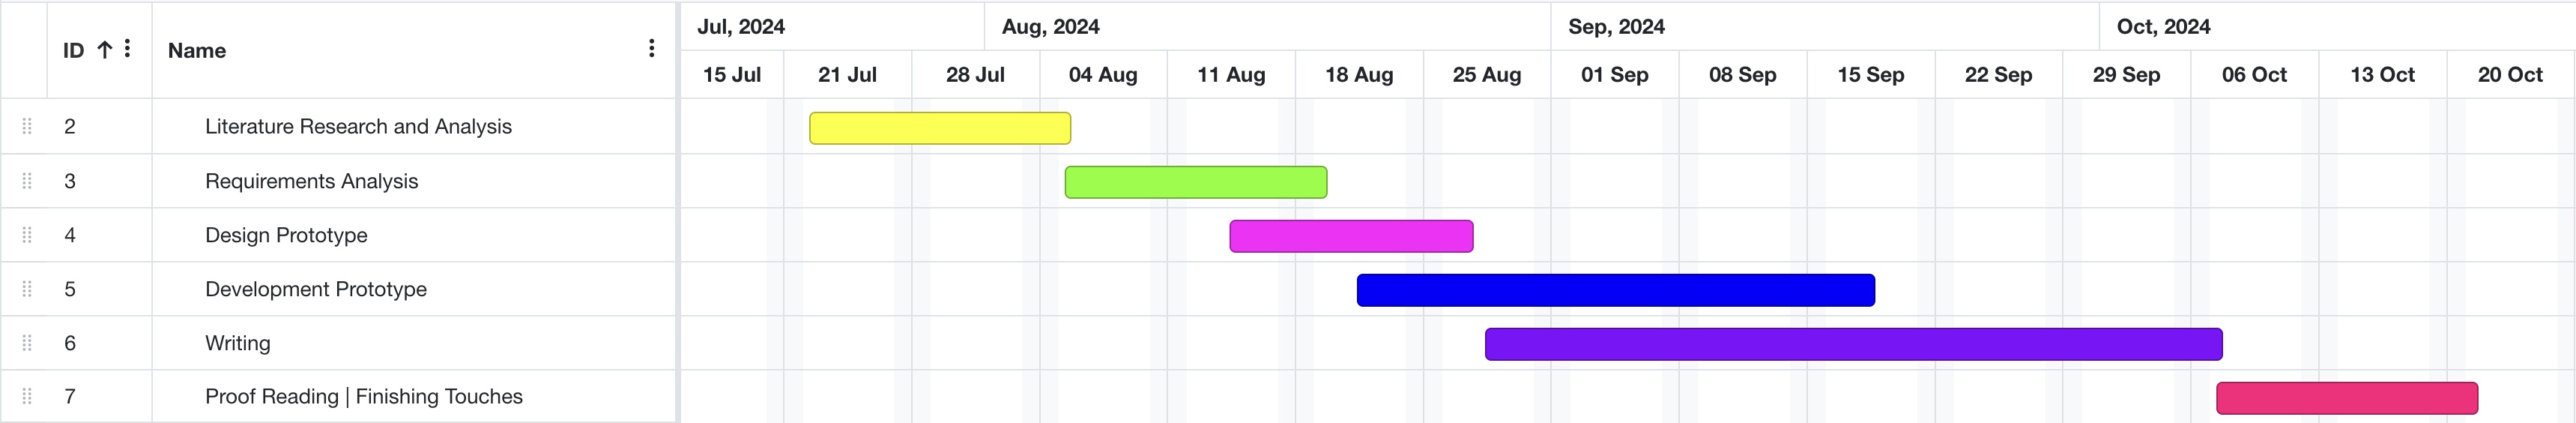 ID Name
Jul, 2024 Aug, 2024 Sep, 2024 Oct, 2024
15 Jul 21 Jul 28 Jul 04 Aug 11 Aug 18 Aug 25 Aug 01 Sep 08 Sep 15 Sep 22 Sep 29 Sep 06 Oct 13 Oct 20 Oct
2 Literature Research and Analysis
3 Requirements Analysis
4 Design Prototype
5 Development Prototype
6 Writing
7 Proof Reading | Finishing Touches